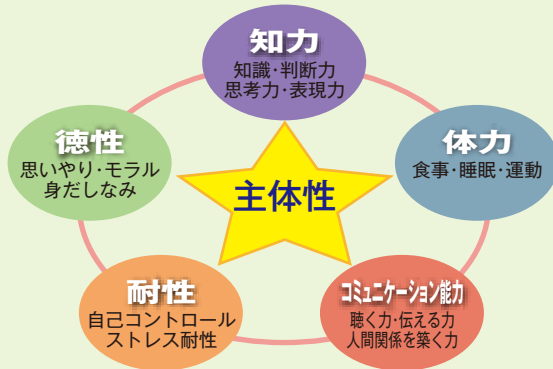 知力
知識・判断力
思考力・表現力
徳性
思いやり・モラル
身だしなみ
体力
食事・睡眠・運動
主体性
耐性
自己コントロール
ストレス耐性
コミュニケーション能力
聴く力・伝える力
人間関係を築く力